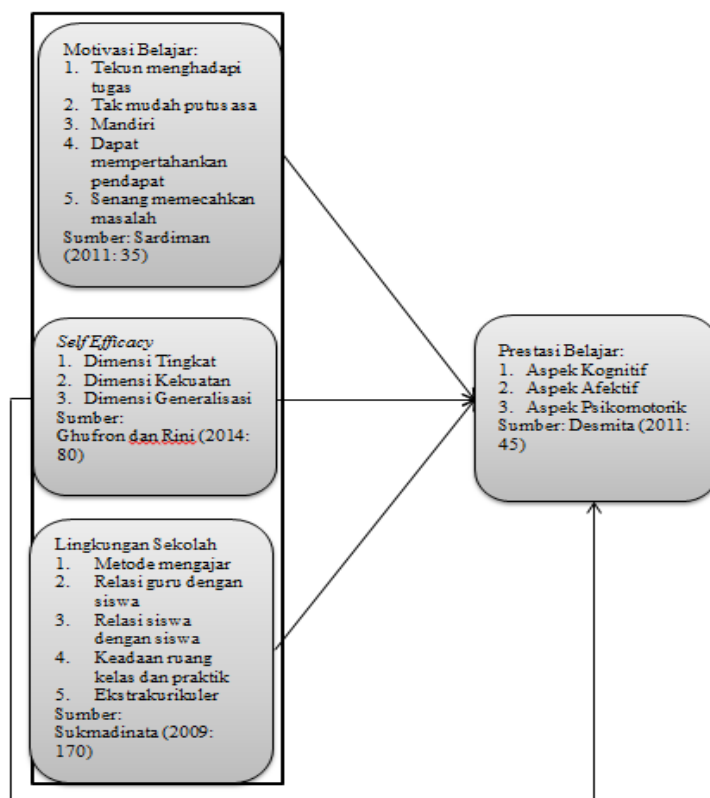 Motivasi Belajar:
1. Tekun menghadapi
tugas
2. Tak mudah putus asa
3. Mandiri
4. Dapat
mempertahankan
pendapat
5. Senang memecahkan
masalah
Sumber: Sardiman
(2011: 35)
Self Efficacy
1. Dimensi Tingkat
2. Dimensi Kekuatan
3. Dimensi Generalisasi
Sumber:
Ghufron dan Rini (2014:
80)
Lingkungan Sekolah
1. Metode mengajar
2. Relasi guru dengan
siswa
3. Relasi siswa
dengan siswa
4. Keadaan ruang
kelas dan praktik
5. Ekstrakurikuler
Sumber:
Sukmadinata (2009:
170)
Prestasi Belajar:
1. Aspek Kognitif
2. Aspek Afektif
3. Aspek Psikomotorik
Sumber: Desmita (2011:
45)